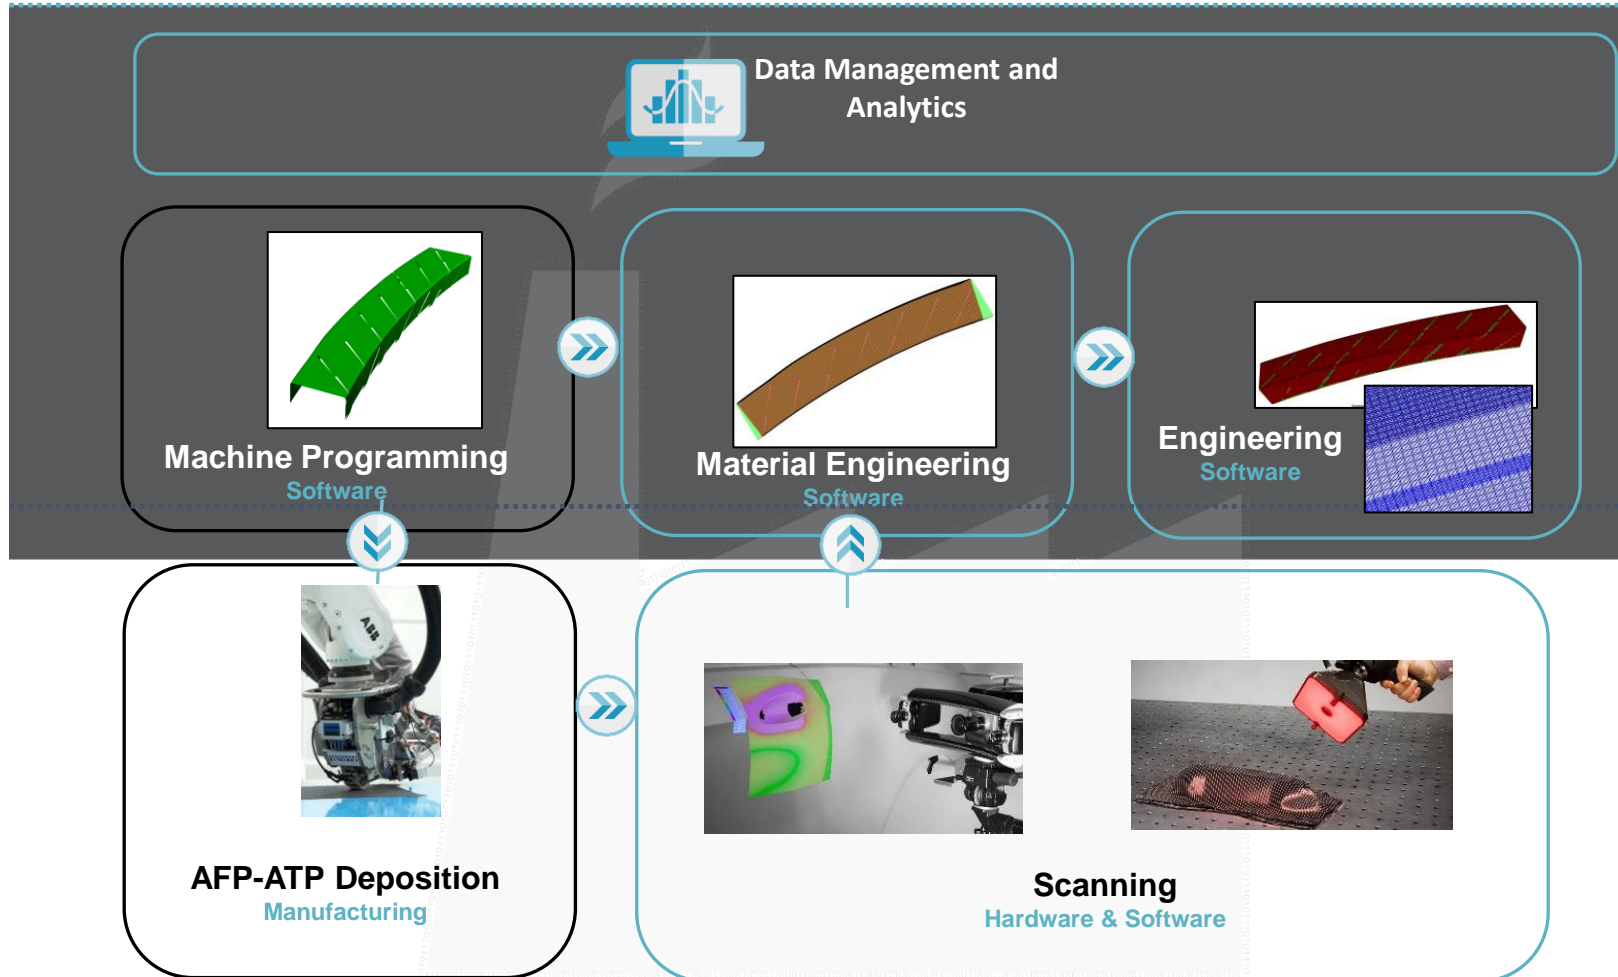 Data Management and
Analytics
Machine Programming
Software
Material Engineering
Software
Engineering
Software
ABB
AFP-ATP Deposition
Manufacturing
Scanning
Hardware & Software